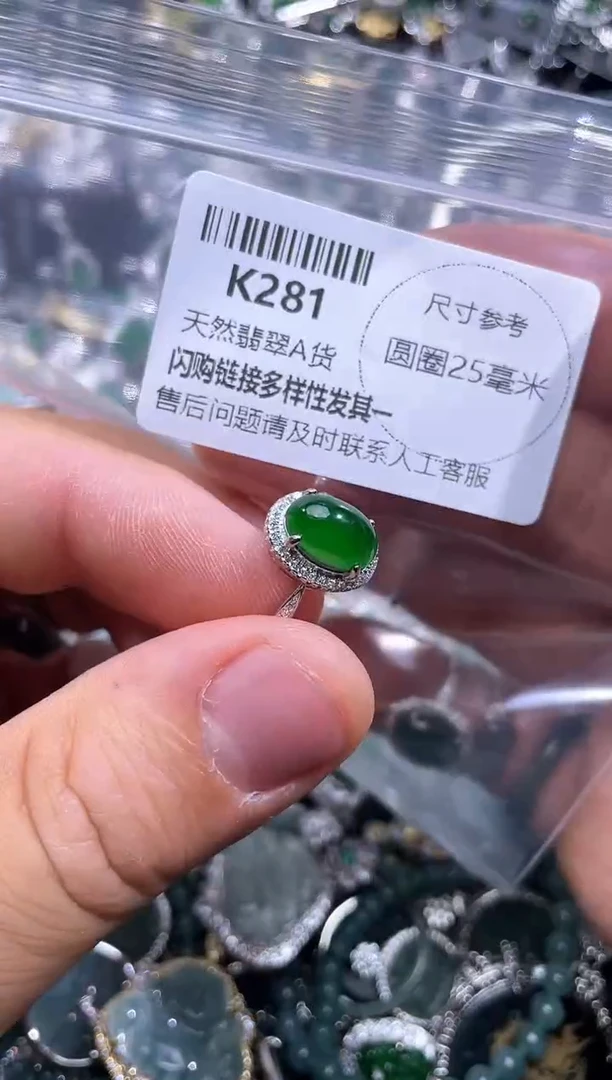 K281
天然翡翠A货
闪购链接多样性发其一
售后问题请及时联系人工客服
尺寸参考
圆圈25毫米